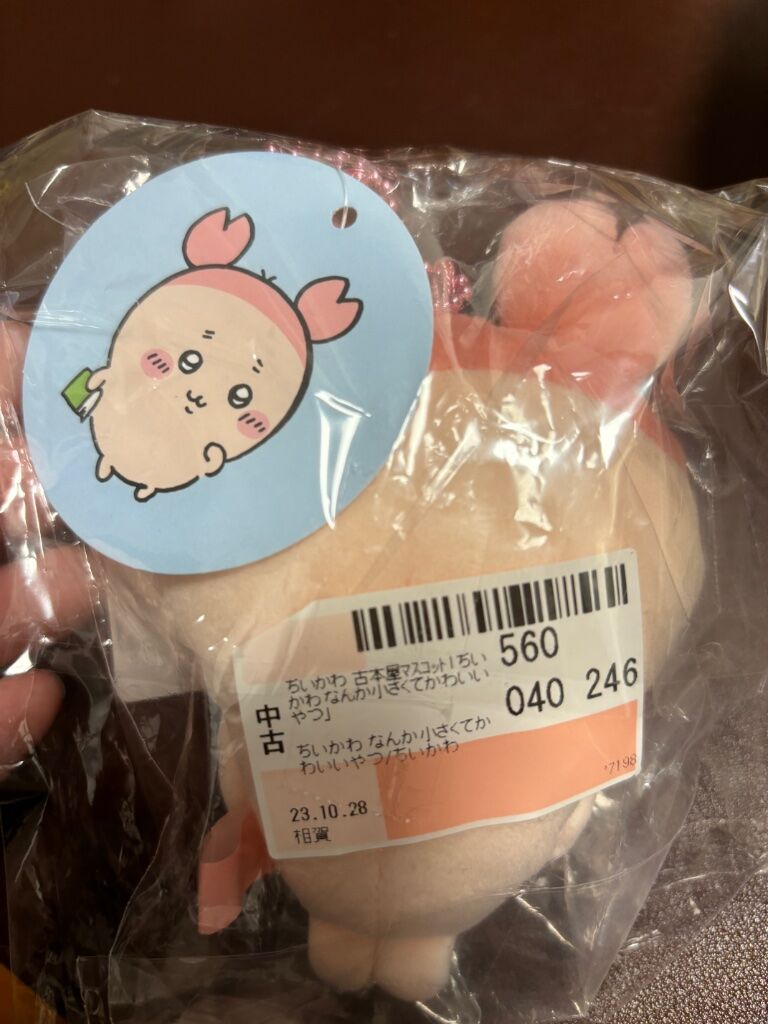 560
ちいかわ 古本屋マスコット「ちい
かわ なんか小さくてかわいい
やつ」
040 246
中古
ちいかわ なんか小さくてか
わいいやつ/ちいかわ
23.10.28
相賀